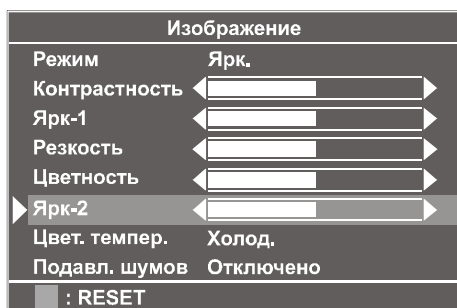 Изображение
Режим Ярк.
Контрастность
Ярк-1
Резкость
Цветность
Ярк-2
Цвет. темпер. Холод.
Подавл. шумов Отключено
: RESET